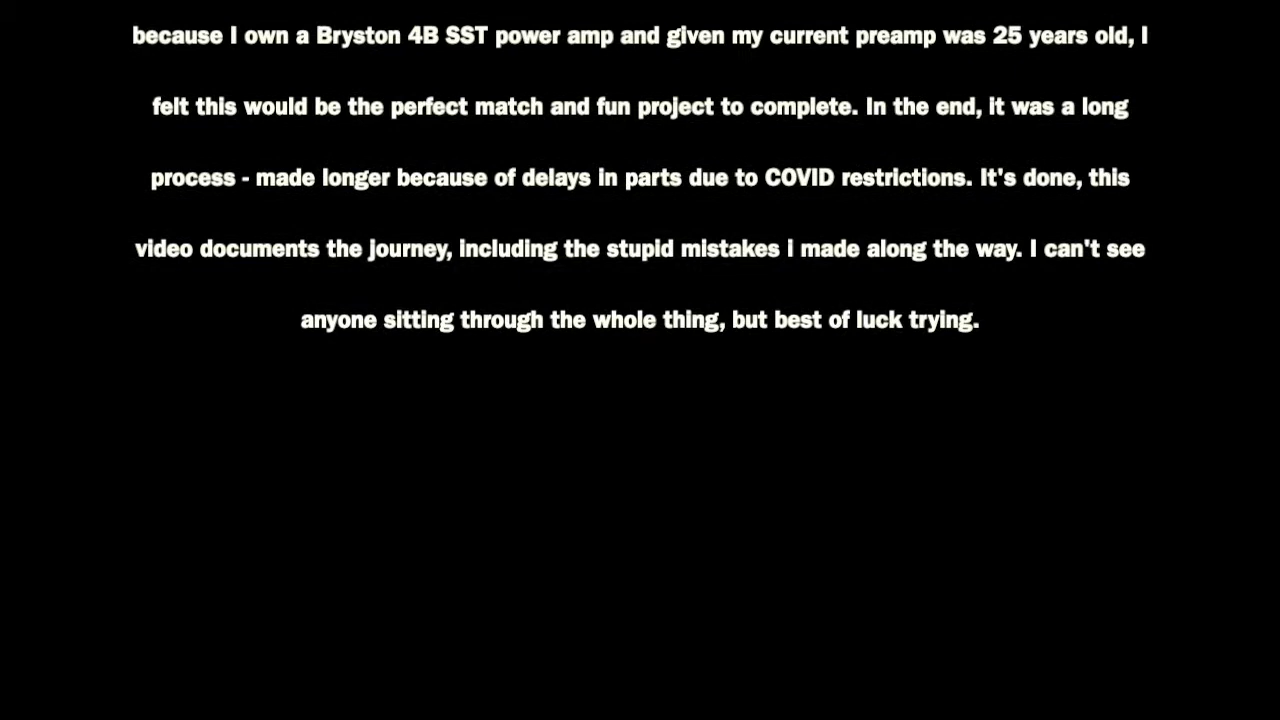 because I own a Bryston 4B SST power amp and given my current preamp was 25 years old, I
felt this would be the perfect match and fun project to complete. In the end, it was a long
process - made longer because of delays in parts due to COVID restrictions. It's done, this
video documents the journey, including the stupid mistakes i made along the way. I can't see
anyone sitting through the whole thing, but best of luck trying.